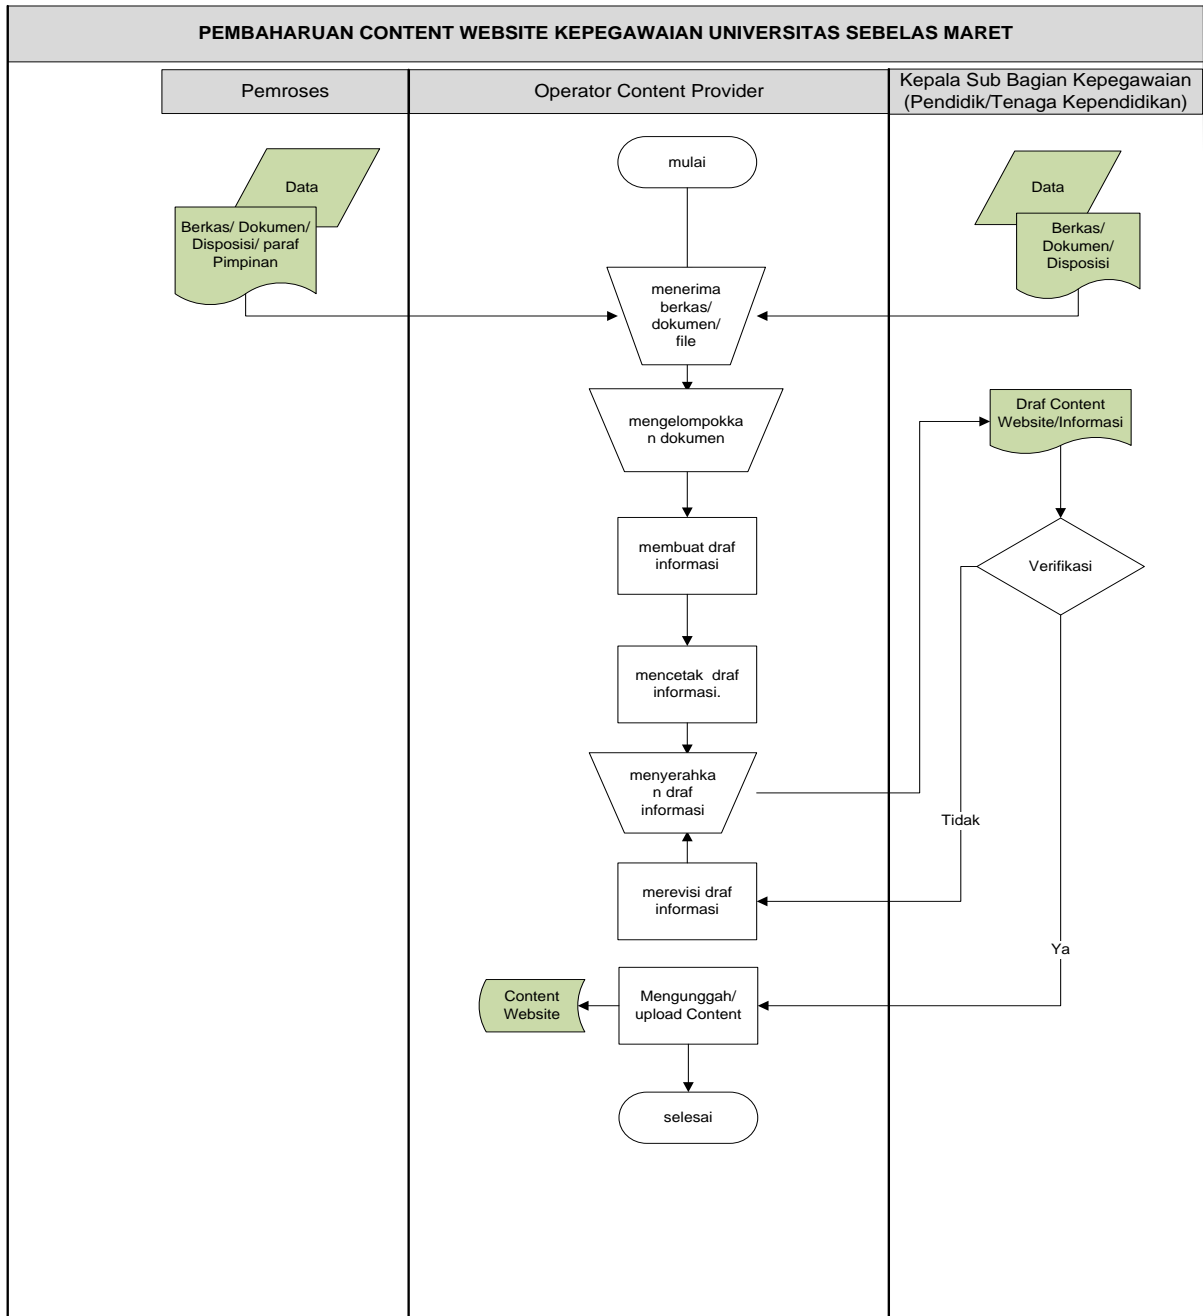 PEMBAHARUAN CONTENT WEBSITE KEPEGAWAIAN UNIVERSITAS SEBELAS MARET
Pemroses
Operator Content Provider
Kepala Sub Bagian Kepegawaian
(Pendidik/Tenaga Kependidikan)
mulai
Data
Berkas/ Dokumen/
Disposisi/ paraf
Pimpinan
Data
Berkas/
Dokumen/
Disposisi
menerima
berkas/
dokumen/
file
mengelompokka
n dokumen
Draf Content
Website/Informasi
membuat draf
informasi
Verifikasi
mencetak  draf
informasi.
menyerahka
n draf
informasi
Tidak
merevisi draf
informasi
Ya
Content
Website
Mengunggah/
upload Content
selesai